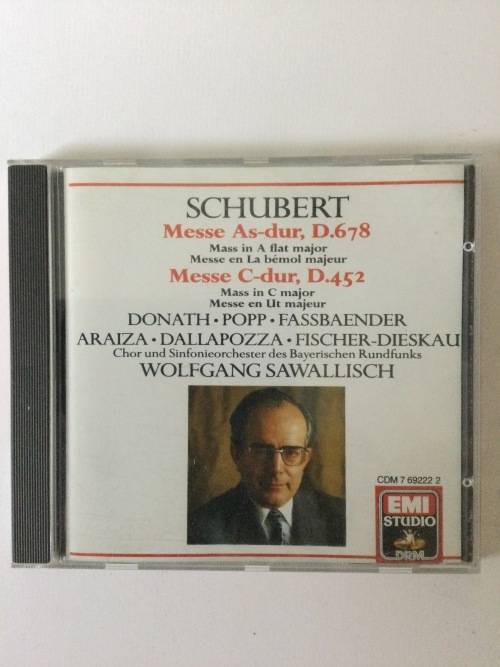 SCHUBERT
Messe As-dur, D.678
Mass in A flat major
Messe en La bémol majeur
Messe C-dur, D.452
Mass in C major
Messe en Ut majeur
DONATH • POPP • FASSBAENDER
ARAIZA • DALLAPOZZA • FISCHER-DIESKAU
Chor und Sinfonieorchester des Bayerischen Rundfunks
WOLFGANG SAWALLISCH
CDM 7 69222 2
EMI
STUDIO
DRM